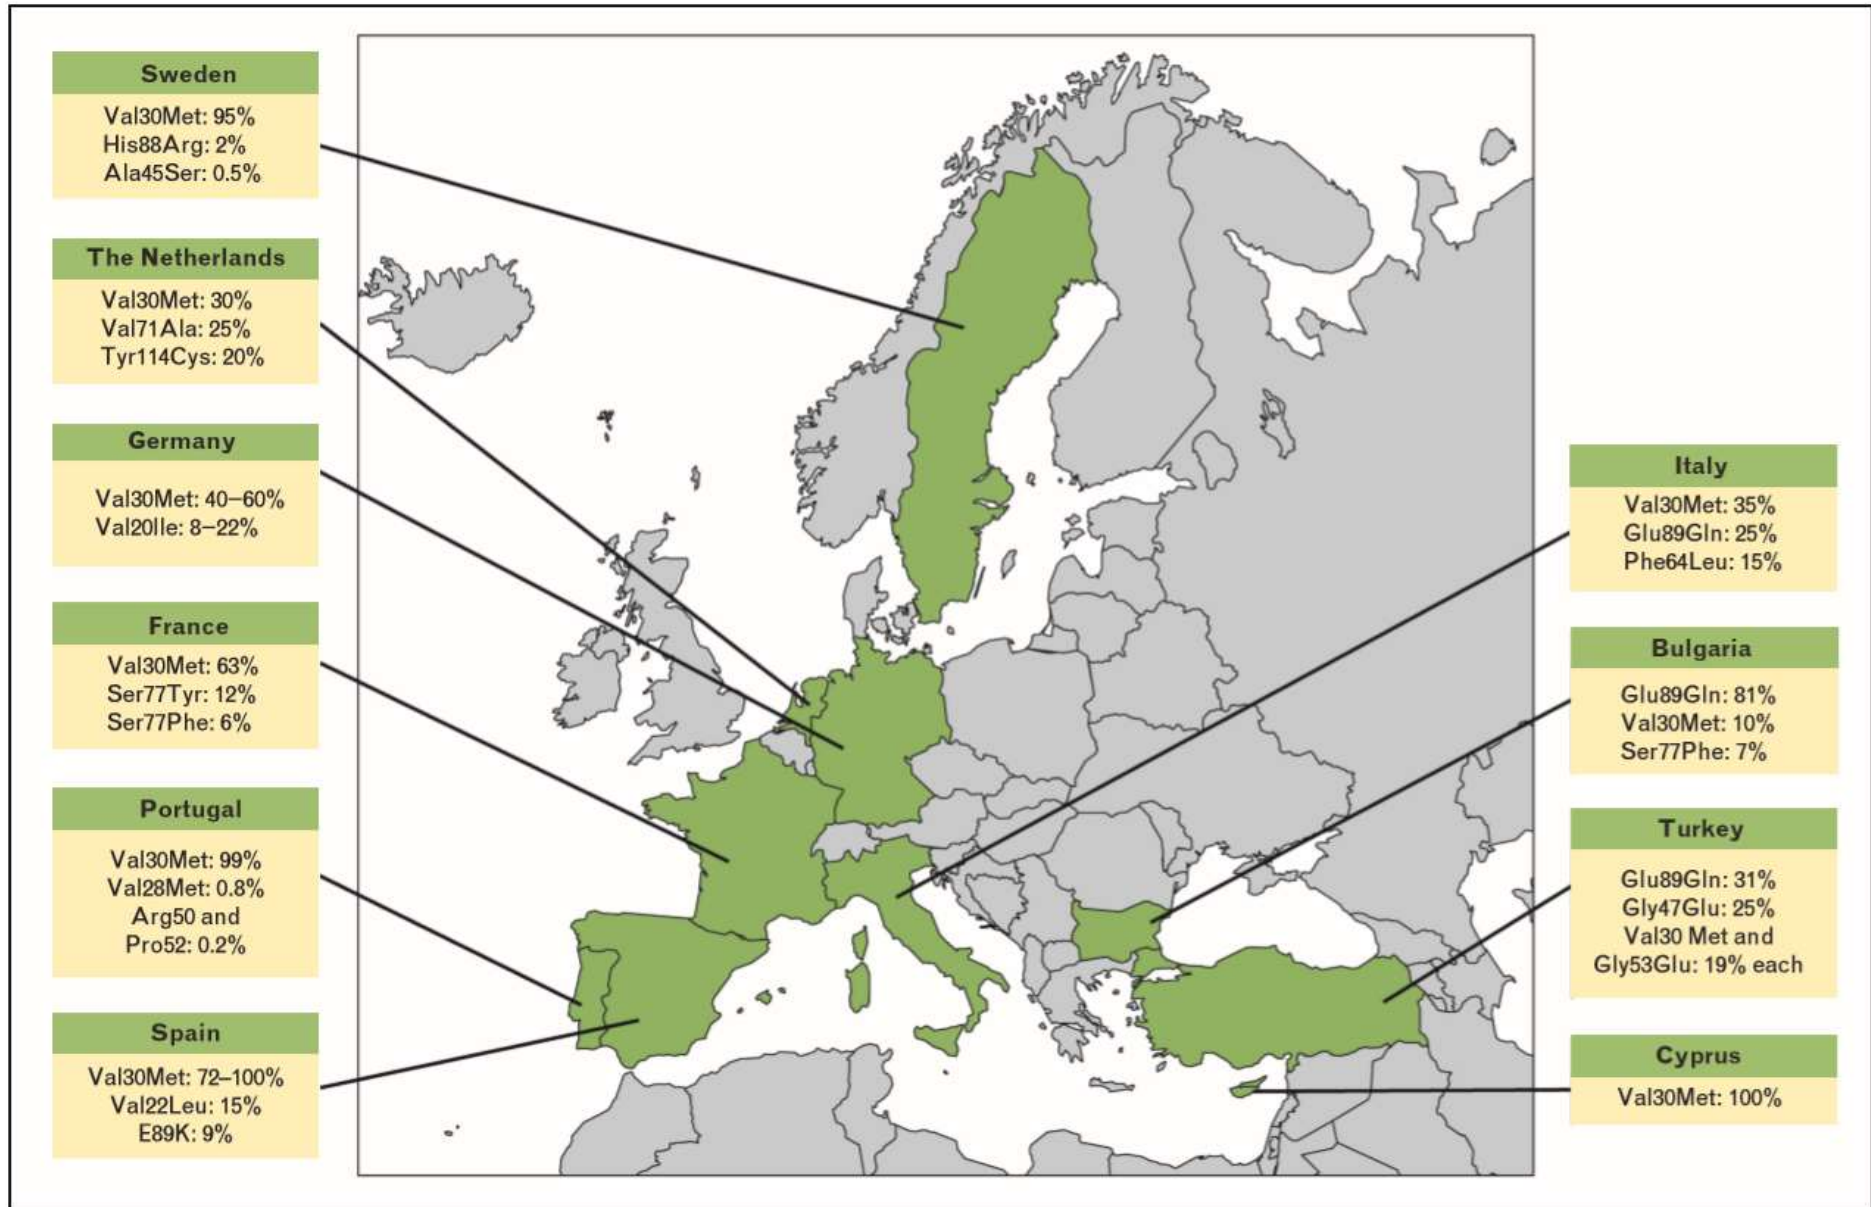 Sweden
Val30Met: 95%
His88Arg: 2%
Ala45Ser: 0.5%
The Netherlands
Val30Met: 30%
Val71Ala: 25%
Tyr114Cys: 20%
Germany
Val30Met: 40–60%
Val20Ile: 8–22%
France
Val30Met: 63%
Ser77Tyr: 12%
Ser77Phe: 6%
Portugal
Val30Met: 99%
Val28Met: 0.8%
Arg50 and
Pro52: 0.2%
Spain
Val30Met: 72–100%
Val22Leu: 15%
E89K: 9%
Italy
Val30Met: 35%
Glu89Gln: 25%
Phe64Leu: 15%
Bulgaria
Glu89Gln: 81%
Val30Met: 10%
Ser77Phe: 7%
Turkey
Glu89Gln: 31%
Gly47Glu: 25%
Val30 Met and
Gly53Glu: 19% each
Cyprus
Val30Met: 100%